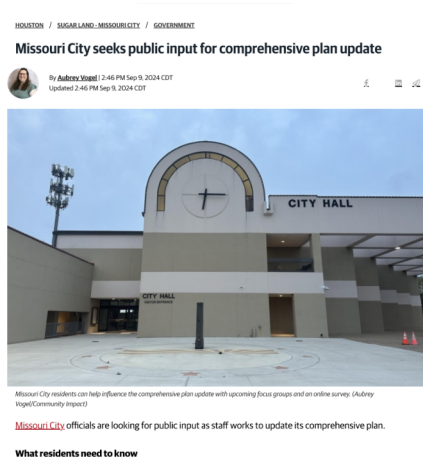 HOUSTON / SUGAR LAND - MISSOURI CITY / GOVERNMENT
Missouri City seeks public input for comprehensive plan update
By Aubrey Vogel | 2:46 PM Sep 9, 2024 CDT
Updated 2:46 PM Sep 9, 2024 CDT
CITY HALL
CITY HALL
Missouri City residents can help influence the comprehensive plan update with upcoming focus groups and an online survey. (Aubrey
Vogel/Community Impact)
Missouri City officials are looking for public input as staff works to update its comprehensive plan.
What residents need to know